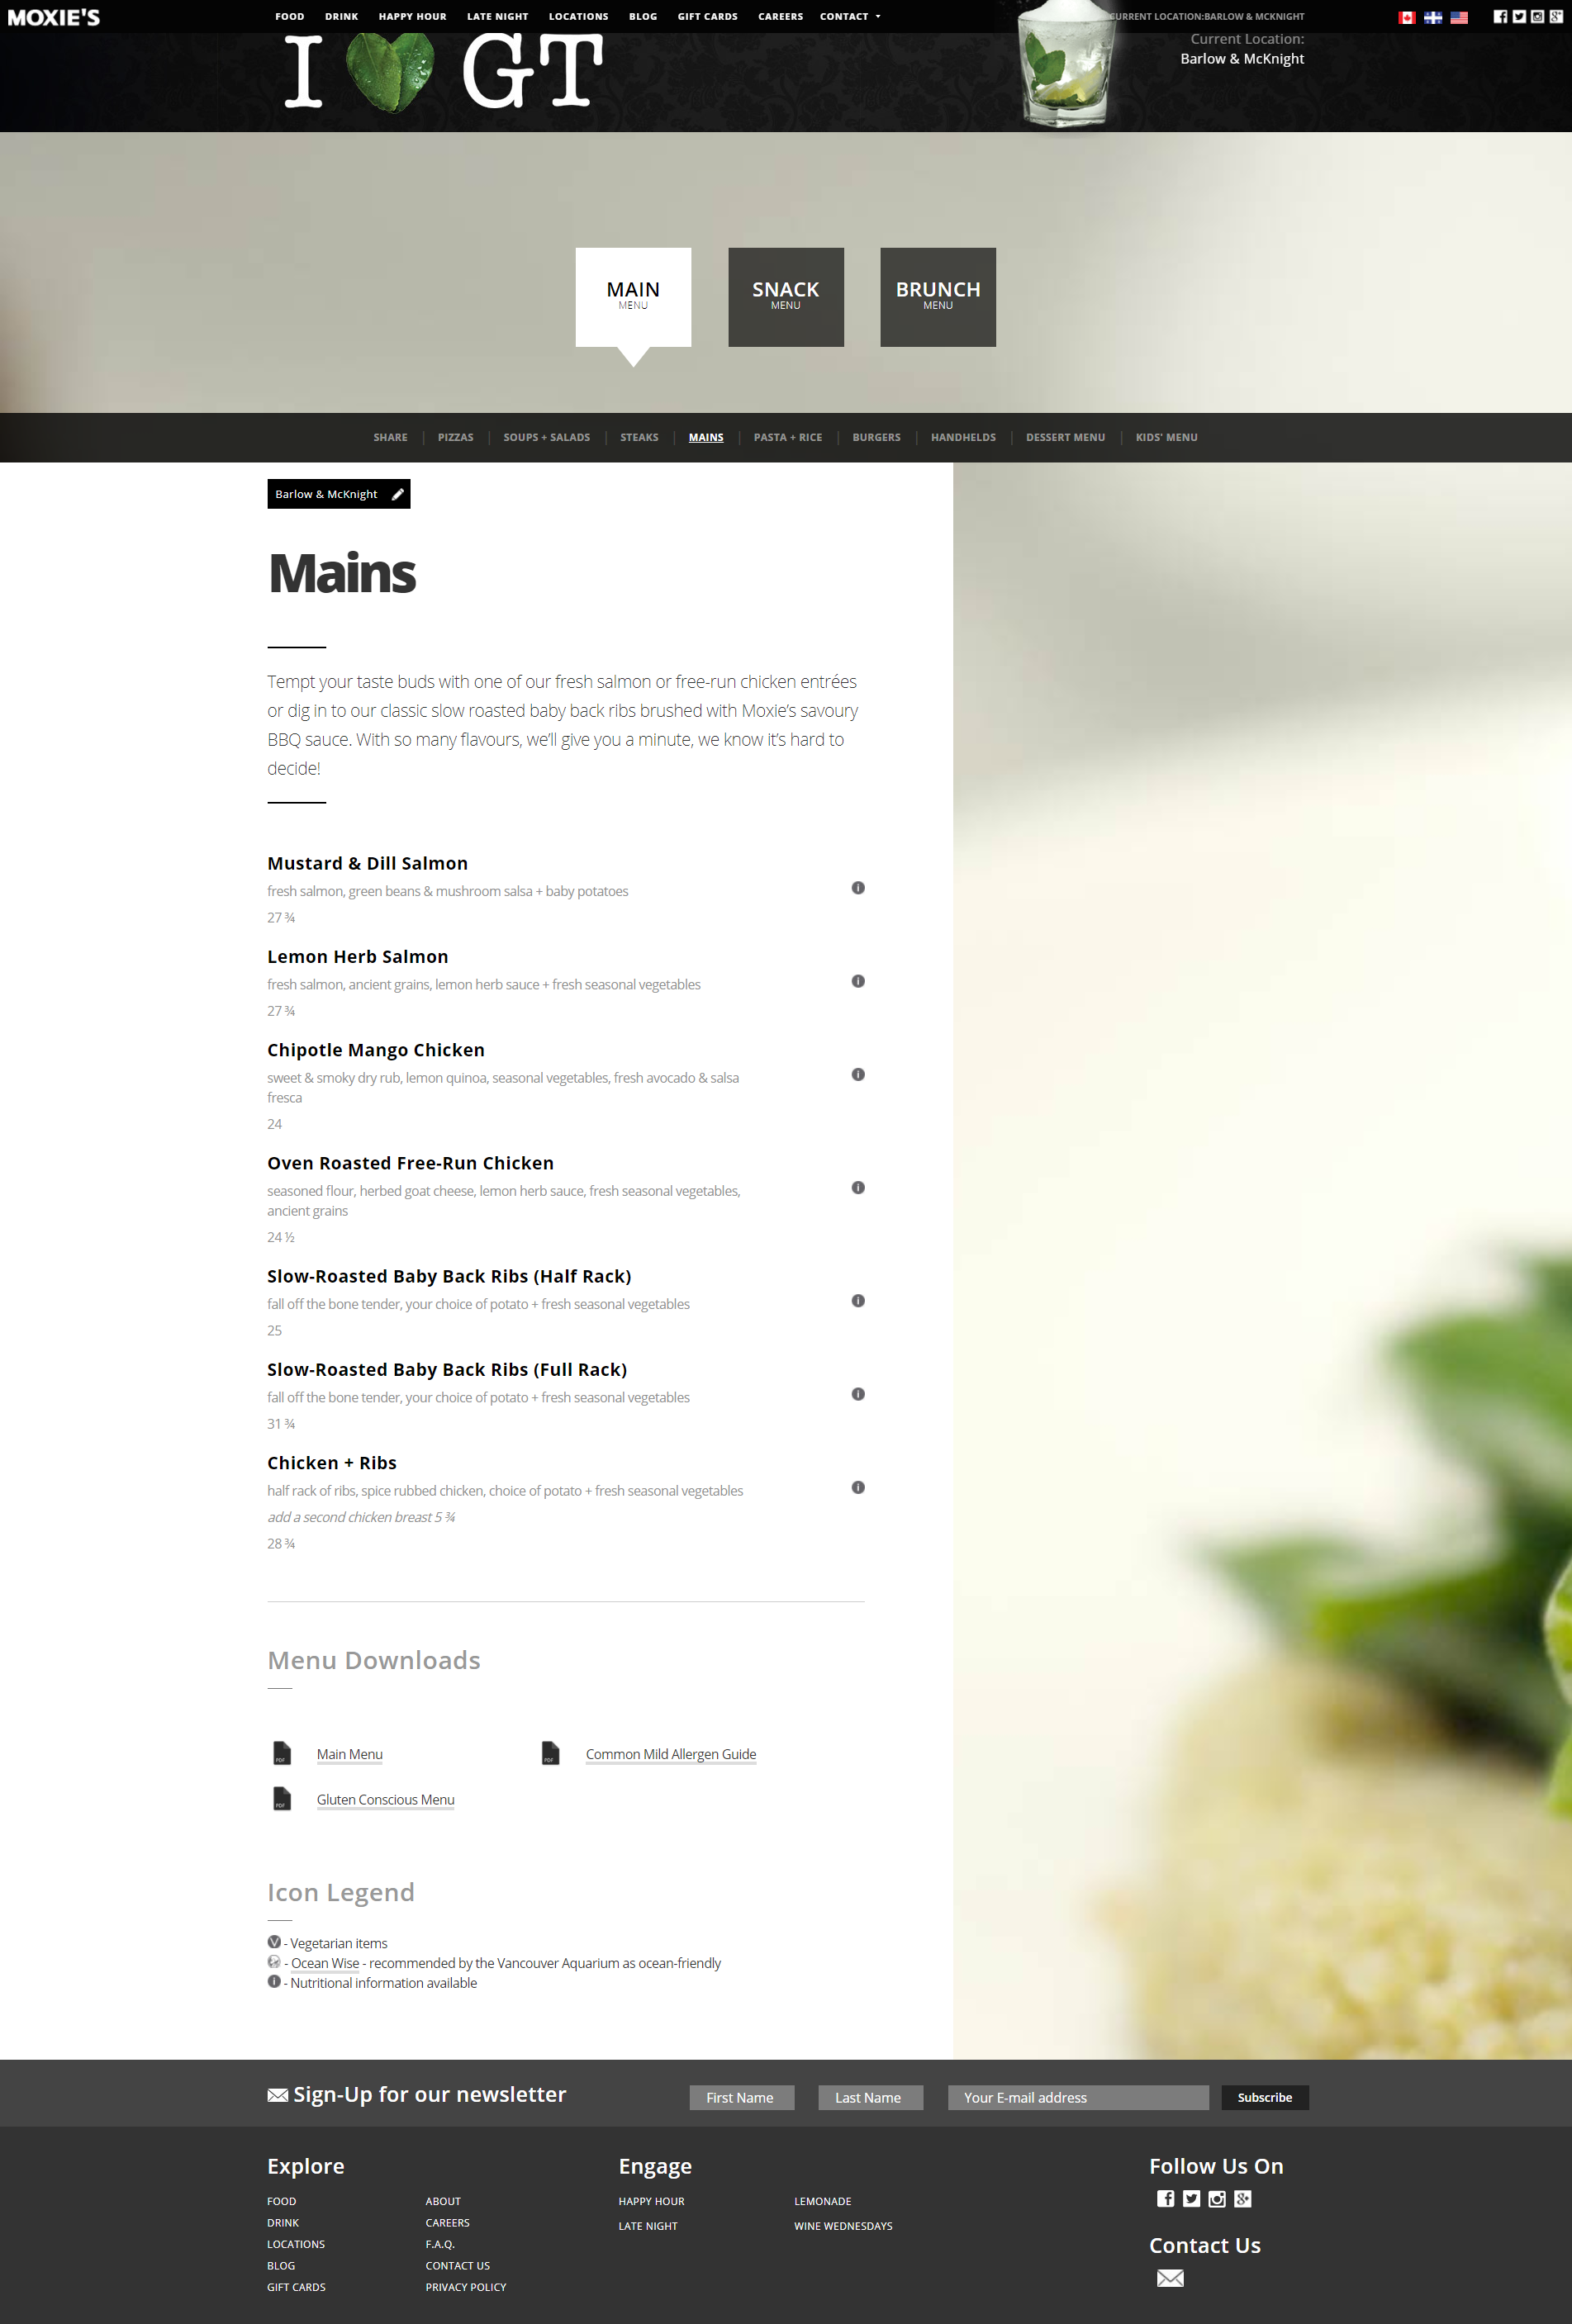 MOXIE'S
FOOD DRINK HAPPY HOUR LATE NIGHT LOCATIONS BLOG GIFT CARDS CAREERS CONTACT
CURRENT LOCATION:BARLOW & MCKNIGHT
I GT
Current Location:
Barlow & McKnight
MAIN
MENU
SNACK
MENU
BRUNCH
MENU
SHARE PIZZAS SOUPS + SALADS STEAKS MAINS PASTA + RICE BURGERS HANDHELDS DESSERT MENU KIDS' MENU
Barlow & McKnight
Mains
Tempt your taste buds with one of our fresh salmon or free-run chicken entrées
or dig in to our classic slow roasted baby back ribs brushed with Moxie's savoury
BBQ sauce. With so many flavours, we'll give you a minute, we know it's hard to
decide!
Mustard & Dill Salmon
fresh salmon, green beans & mushroom salsa + baby potatoes
27 ¾
Lemon Herb Salmon
fresh salmon, ancient grains, lemon herb sauce + fresh seasonal vegetables
27 ¾
Chipotle Mango Chicken
sweet & smoky dry rub, lemon quinoa, seasonal vegetables, fresh avocado & salsa
fresca
24
Oven Roasted Free-Run Chicken
seasoned flour, herbed goat cheese, lemon herb sauce, fresh seasonal vegetables,
ancient grains
24 ½
Slow-Roasted Baby Back Ribs (Half Rack)
fall off the bone tender, your choice of potato + fresh seasonal vegetables
25
Slow-Roasted Baby Back Ribs (Full Rack)
fall off the bone tender, your choice of potato + fresh seasonal vegetables
31 ¾
Chicken + Ribs
half rack of ribs, spice rubbed chicken, choice of potato + fresh seasonal vegetables
add a second chicken breast 5 ¾
28 ¾
Menu Downloads
PDF Main Menu
PDF Common Mild Allergen Guide
PDF Gluten Conscious Menu
Icon Legend
V - Vegetarian items
- Ocean Wise - recommended by the Vancouver Aquarium as ocean-friendly
i - Nutritional information available
Sign-Up for our newsletter
First Name Last Name Your E-mail address Subscribe
Explore
FOOD
DRINK
LOCATIONS
BLOG
GIFT CARDS
ABOUT
CAREERS
F.A.Q.
CONTACT US
PRIVACY POLICY
Engage
HAPPY HOUR
LATE NIGHT
LEMONADE
WINE WEDNESDAYS
Follow Us On
Contact Us